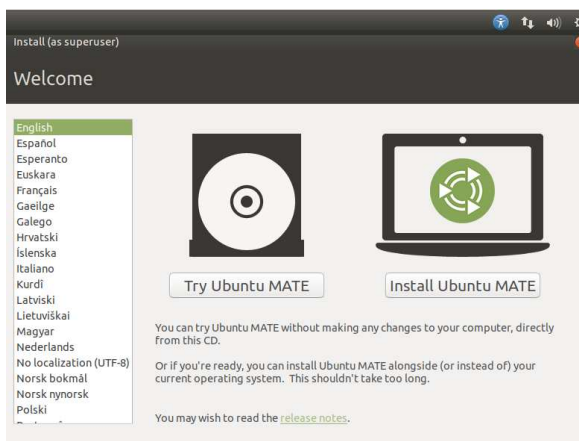 Install (as superuser)
Welcome
English
Español
Esperanto
Euskara
Français
Gaeilge
Galego
Hrvatski
Íslenska
Italiano
Kurdî
Latviski
Lietuviškai
Magyar
Nederlands
No localization (UTF-8)
Norsk bokmål
Norsk nynorsk
Polski
Try Ubuntu MATE
Install Ubuntu MATE
You can try Ubuntu MATE without making any changes to your computer, directly
from this CD.
Or if you're ready, you can install Ubuntu MATE alongside (or instead of) your
current operating system. This shouldn't take too long.
You may wish to read the release notes.